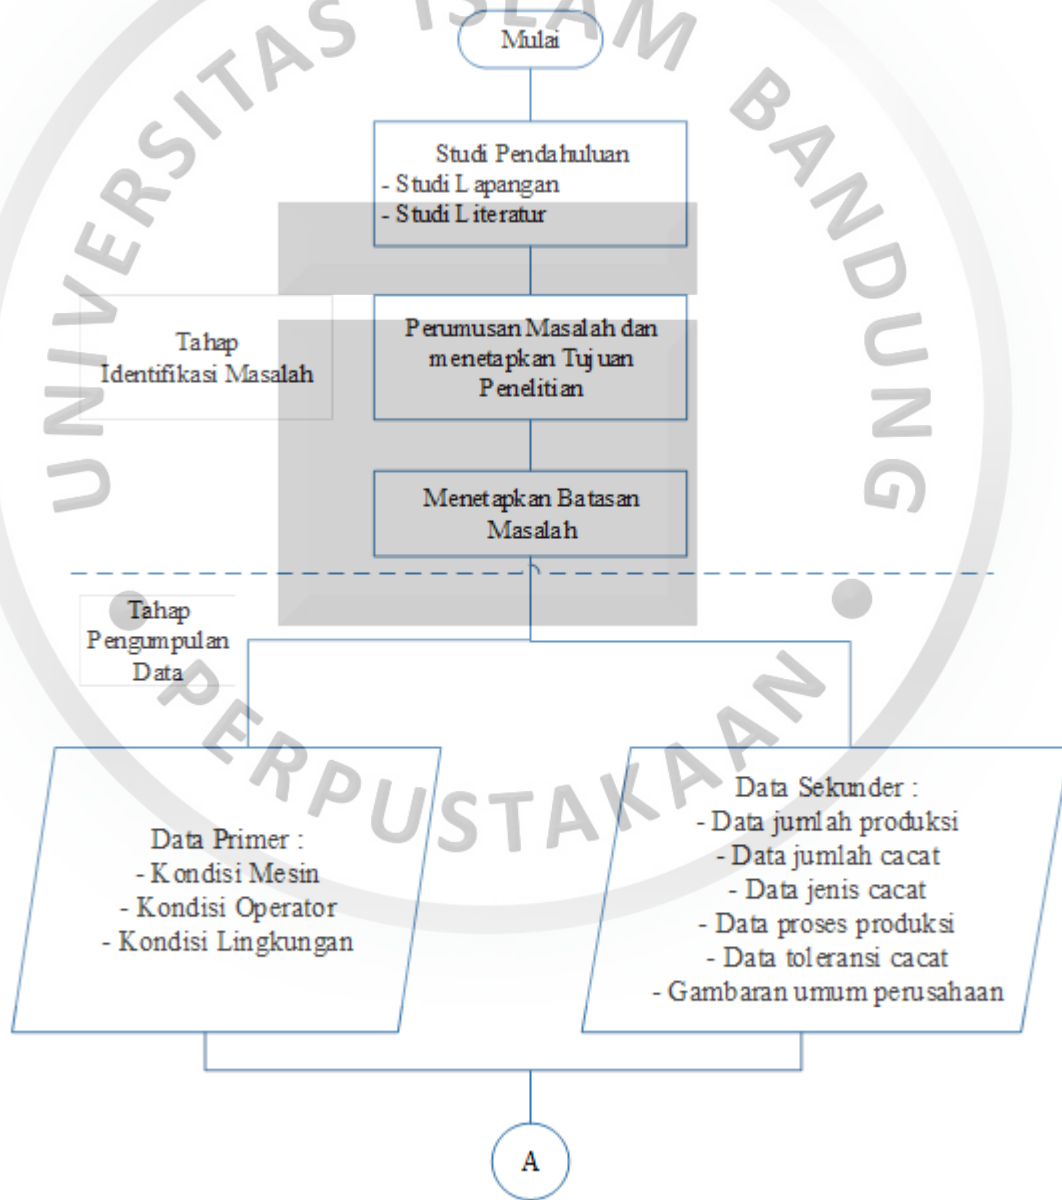 UNIVERSITAS ISLAM BANDUNG
Mulai
Studi Pendahuluan
- Studi Lapangan
- Studi Literatur
Tahap
Identifikasi Masalah
Perumusan Masalah dan
menetapkan Tujuan
Penelitian
Menetapkan Batasan
Masalah
Tahap
Pengumpulan
Data
PERPUSTAKAAN
Data Primer :
- Kondisi Mesin
- Kondisi Operator
- Kondisi Lingkungan
Data Sekunder :
- Data jumlah produksi
- Data jumlah cacat
- Data jenis cacat
- Data proses produksi
- Data toleransi cacat
- Gambaran umum perusahaan
A